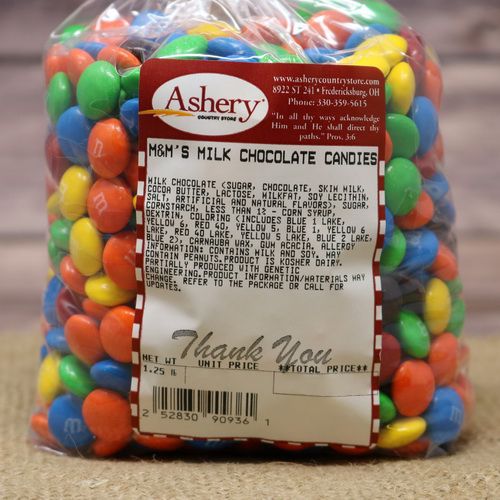 www.asherycountrystore.com
8922 ST 241 • Fredericksburg, OH
Phone: 330-359-5615
"In all thy ways acknowledge
Him and He shall direct thy
paths." Prov. 3:6
Ashery
COUNTRY STORE
M&M'S MILK CHOCOLATE CANDIES
MILK CHOCOLATE (SUGAR, CHOCOLATE, SKIM MILK,
COCOA BUTTER, LACTOSE, MILKFAT, SOY LECITHIN,
SALT, ARTIFICIAL AND NATURAL FLAVORS), SUGAR,
CORNSTARCH, LESS THAN 1% - CORN SYRUP,
DEXTRIN, COLORING (INCLUDES BLUE 1 LAKE,
YELLOW 6, RED 40, YELLOW 5, BLUE 1, YELLOW 6
LAKE, RED 40 LAKE, YELLOW 5 LAKE, BLUE 2 LAKE,
BLUE 2), CARNAUBA WAX, GUM ACACIA. ALLERGY
INFORMATION: CONTAINS MILK AND SOY. MAY
CONTAIN PEANUTS.PRODUCT IS KOSHER DAIRY.
PARTIALLY PRODUCED WITH GENETIC
ENGINEERING.PRODUCT INFORMATION/MATERIALS MAY
CHANGE. REFER TO THE PACKAGE OR CALL FOR
UPDATES.
Thank You
NET WT UNIT PRICE **TOTAL PRICE**
1.25 lb
2 52830 90936 1
m
m
m
m